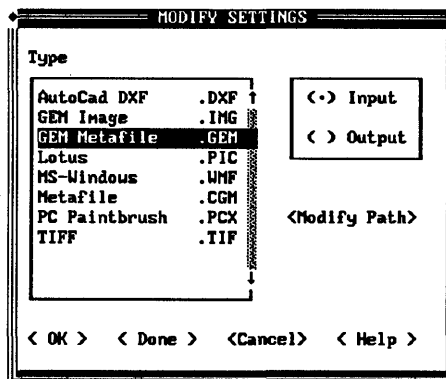 MODIFY SETTINGS
Type
AutoCad DXF .DXF
GEM Image .IMG
GEM Metafile .GEM
Lotus .PIC
MS-Windows .WMF
Metafile .CGM
PC Paintbrush .PCX
TIFF .TIF
(·) Input
( ) Output
<Modify Path>
< OK > < Done > <Cancel> < Help >